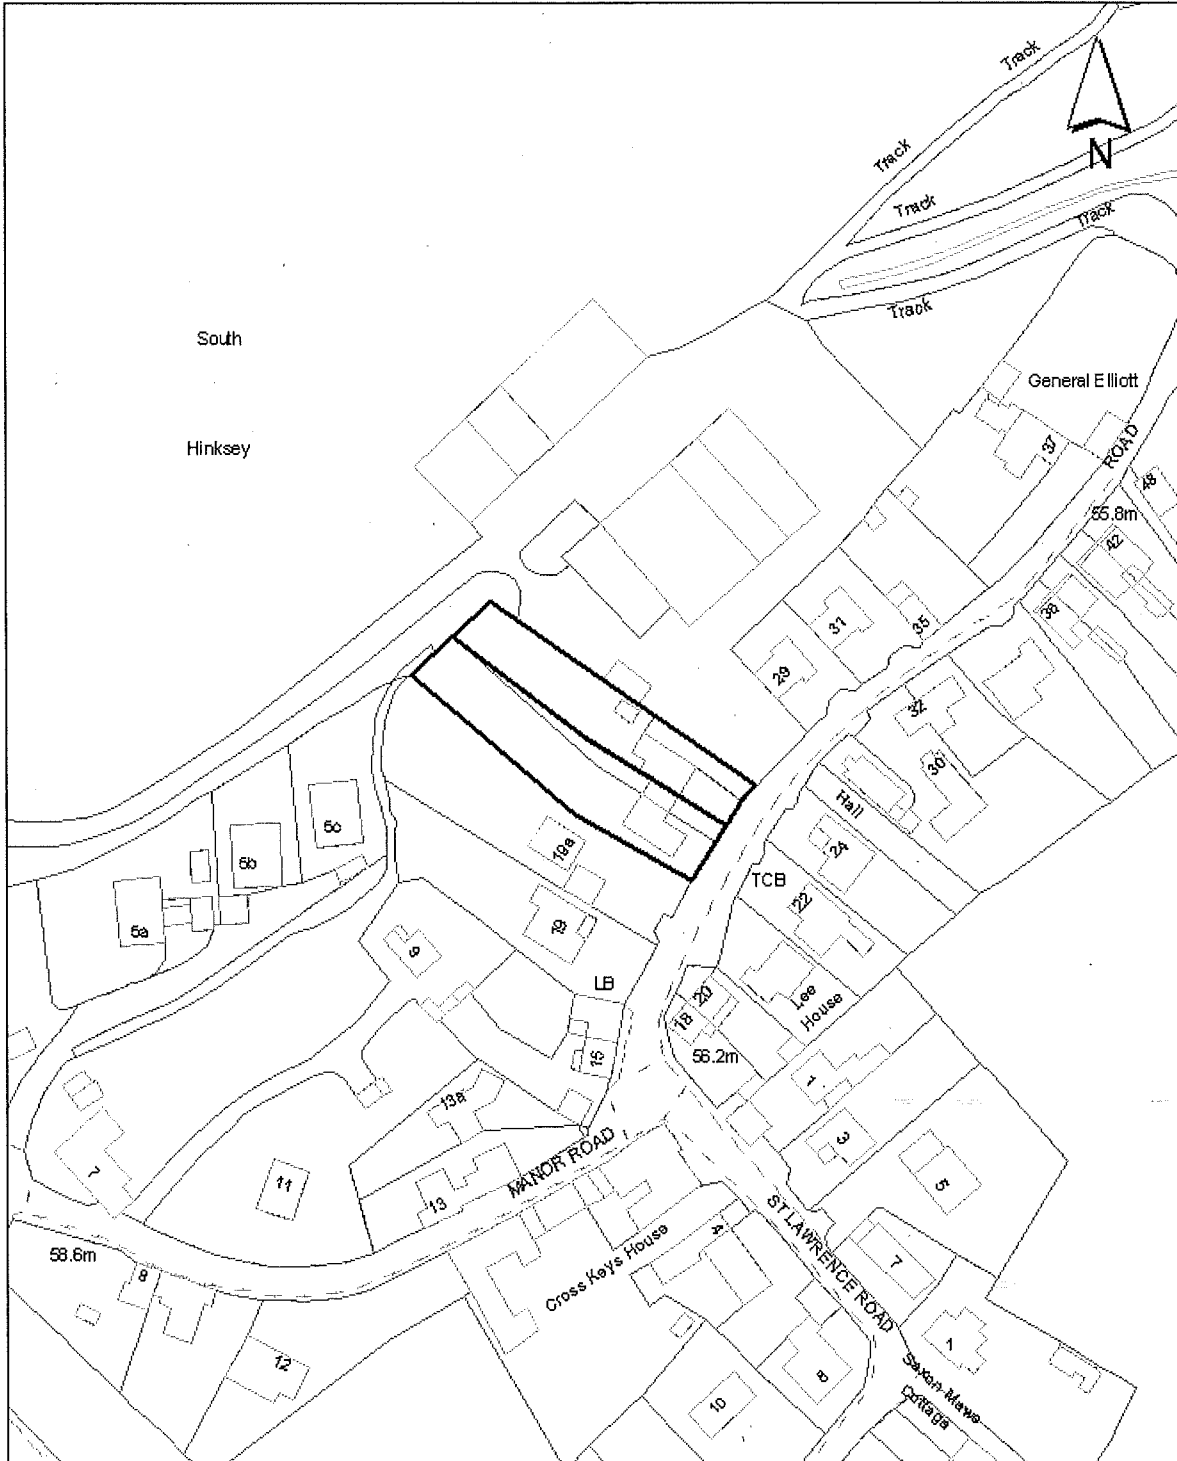 Track
N
Track
Track
Track
Track
South
General Elliott
Hinksey
37
ROAD
48
55.8m
42
36
31
35
29
32
30
Hall
5c
5b
19a
24
TCB
22
5a
19
9
LB
20
Lee
House
18
15
56.2m
1
13a
3
7
11
MANOR ROAD
5
13
ST LAWRENCE ROAD
4
58.6m
8
Cross Keys House
7
12
1
8
Saxon Mawe
Cottage
10